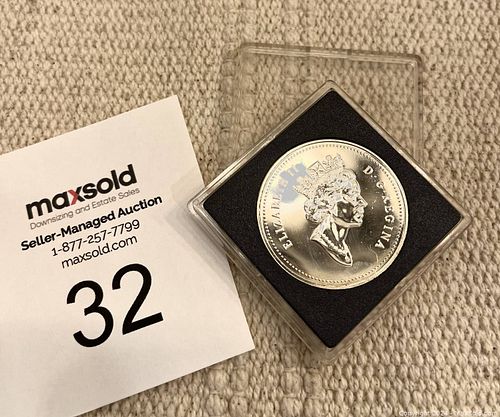 maxsold
Downsizing and Estate Sales
Seller-Managed Auction
1-877-257-7799
maxsold.com
32
ELIZABETH II D·G·REGINA